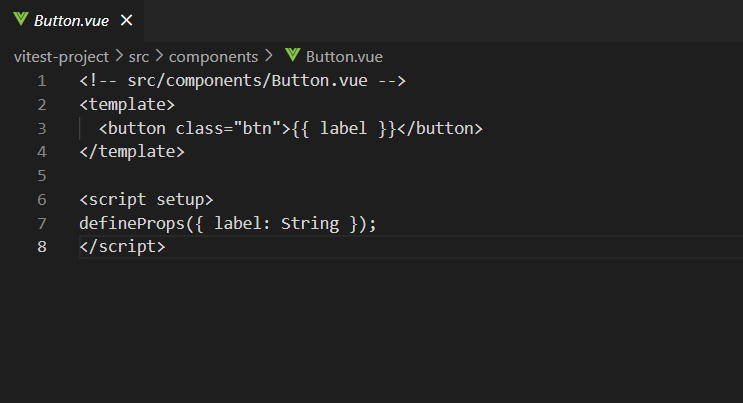 Button.vue ×
vitest-project > src > components > Button.vue
1 <!-- src/components/Button.vue -->
2 <template>
3   <button class="btn">{{ label }}</button>
4 </template>
5
6 <script setup>
7 defineProps({ label: String });
8 </script>